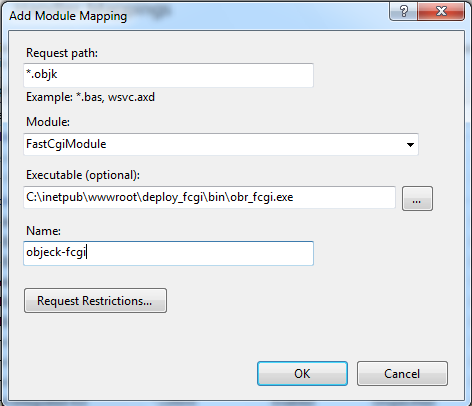 Add Module Mapping
Request path:
*.objk
Example: *.bas, wsvc.axd
Module:
FastCgiModule
Executable (optional):
C:\inetpub\wwwroot\deploy_fcgi\bin\obr_fcgi.exe
...
Name:
objeck-fcgi
Request Restrictions...
OK
Cancel